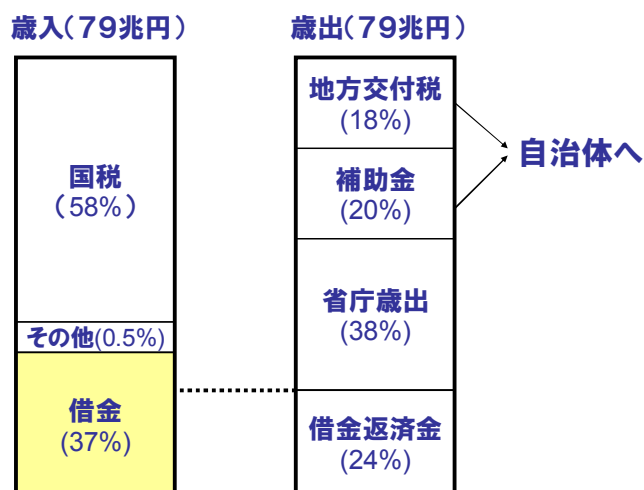 歳入（79兆円）
国税
（58%）
その他(0.5%)
借金
(37%)
歳出（79兆円）
地方交付税
(18%)
補助金
(20%)
省庁歳出
(38%)
借金返済金
(24%)
自治体へ